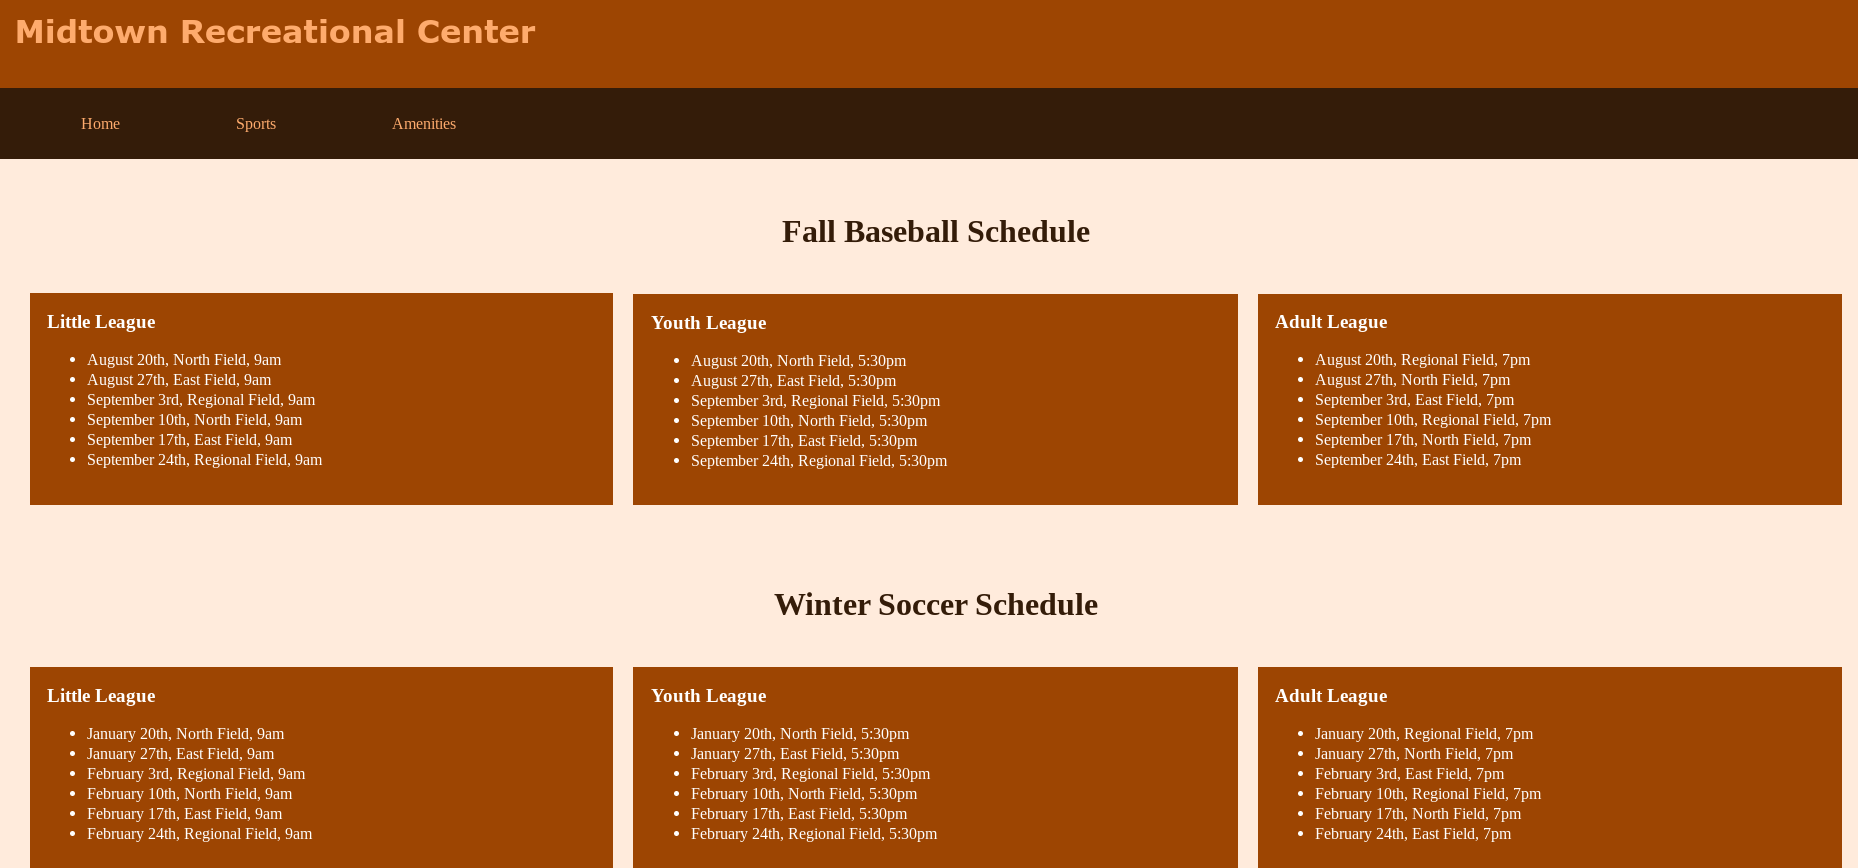 Midtown Recreational Center
Home
Sports
Amenities
Fall Baseball Schedule
Little League
August 20th, North Field, 9am
August 27th, East Field, 9am
September 3rd, Regional Field, 9am
September 10th, North Field, 9am
September 17th, East Field, 9am
September 24th, Regional Field, 9am
Youth League
August 20th, North Field, 5:30pm
August 27th, East Field, 5:30pm
September 3rd, Regional Field, 5:30pm
September 10th, North Field, 5:30pm
September 17th, East Field, 5:30pm
September 24th, Regional Field, 5:30pm
Adult League
August 20th, Regional Field, 7pm
August 27th, North Field, 7pm
September 3rd, East Field, 7pm
September 10th, Regional Field, 7pm
September 17th, North Field, 7pm
September 24th, East Field, 7pm
Winter Soccer Schedule
Little League
January 20th, North Field, 9am
January 27th, East Field, 9am
February 3rd, Regional Field, 9am
February 10th, North Field, 9am
February 17th, East Field, 9am
February 24th, Regional Field, 9am
Youth League
January 20th, North Field, 5:30pm
January 27th, East Field, 5:30pm
February 3rd, Regional Field, 5:30pm
February 10th, North Field, 5:30pm
February 17th, East Field, 5:30pm
February 24th, Regional Field, 5:30pm
Adult League
January 20th, Regional Field, 7pm
January 27th, North Field, 7pm
February 3rd, East Field, 7pm
February 10th, Regional Field, 7pm
February 17th, North Field, 7pm
February 24th, East Field, 7pm